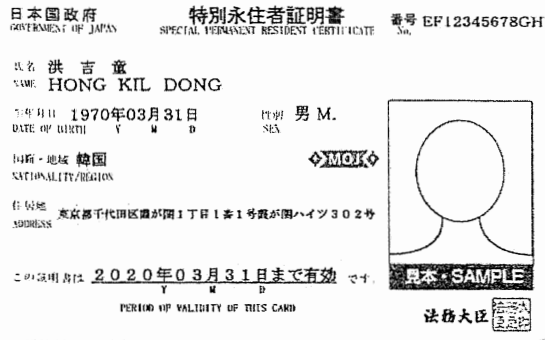 日本国政府 特別永住者証明書 番号 EF12345678GH
GOVERNMENT OF JAPAN SPECIAL PERMANENT RESIDENT CERTIFICATE No.
氏名 洪 吉 童
NAME HONG KIL DONG
生年月日 1970年03月31日 性別 男 M.
DATE OF BIRTH Y M D SEX
国籍・地域 韓国 MOJ
NATIONALITY/REGION
住居地 東京都千代田区霞が関1丁目1番1号霞が関ハイツ302号
ADDRESS
見本・SAMPLE
この証明書は 2020年03月31日まで有効 です。
Y M D
PERIOD OF VALIDITY OF THIS CARD
法務大臣